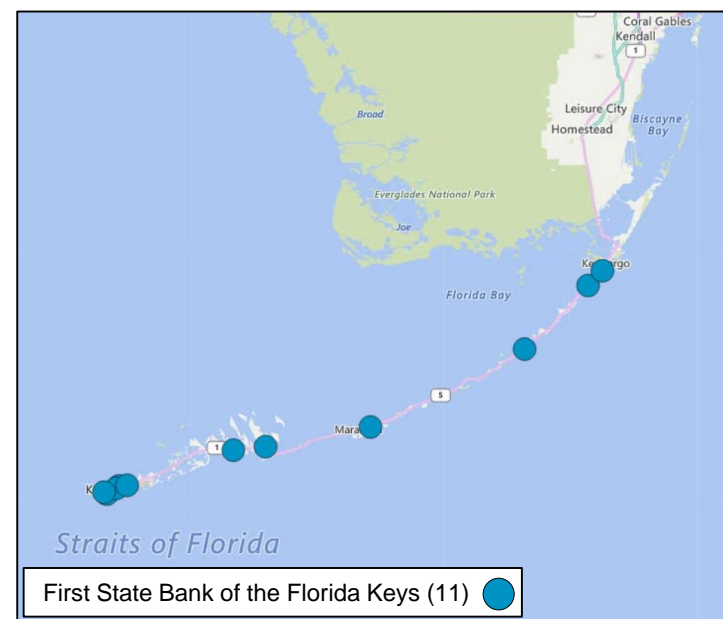 Coral Gables
Kendall
1
Leisure City
Biscayne
Bay
Homestead
Broad
Everglades National Park
Joe
Florida Bay
5
1
Straits of Florida
First State Bank of the Florida Keys (11)